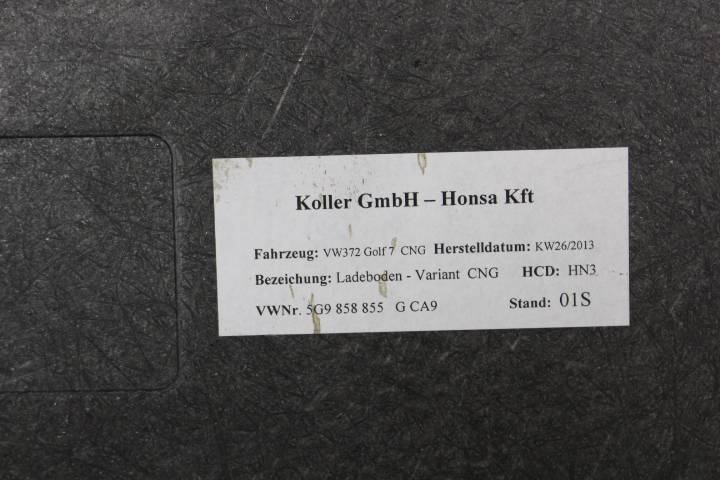 Koller GmbH – Honsa Kft
Fahrzeug: VW372 Golf 7 CNG Herstelldatum: KW26/2013
Bezeichung: Ladeboden - Variant CNG HCD: HN3
VWNr. 5G9 858 855 G CA9 Stand: 01S